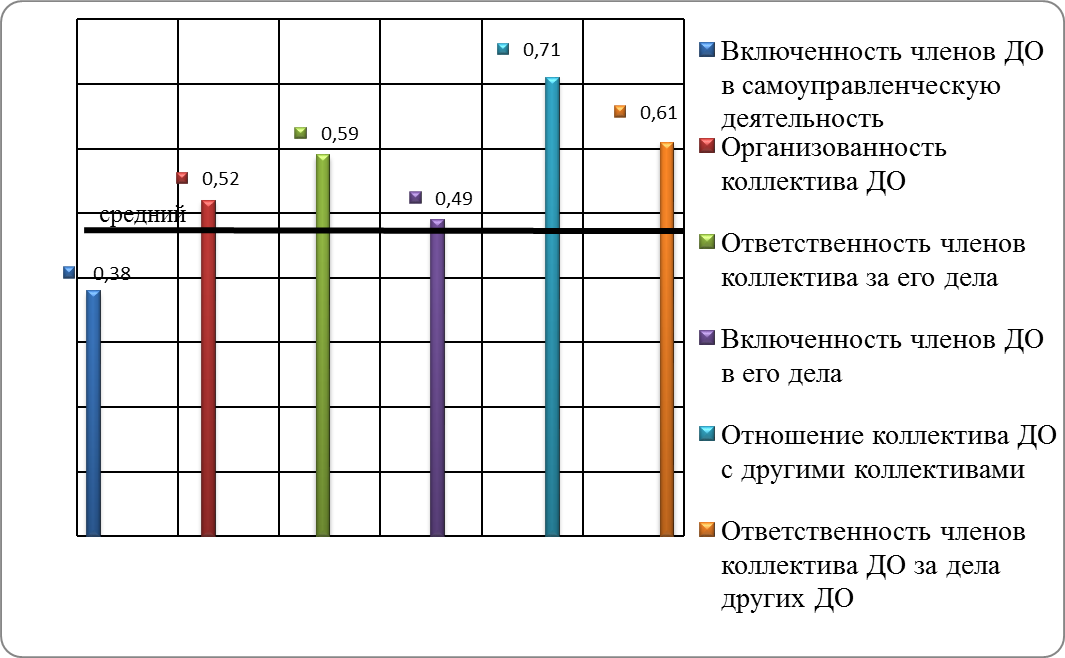 0,71
0,61
0,59
0,52
0,49
средний
0,38
Включенность членов ДО
в самоуправленческую
деятельность
Организованность
коллектива ДО
Ответственность членов
коллектива за его дела
Включенность членов ДО
в его дела
Отношение коллектива ДО
с другими коллективами
Ответственность членов
коллектива ДО за дела
других ДО